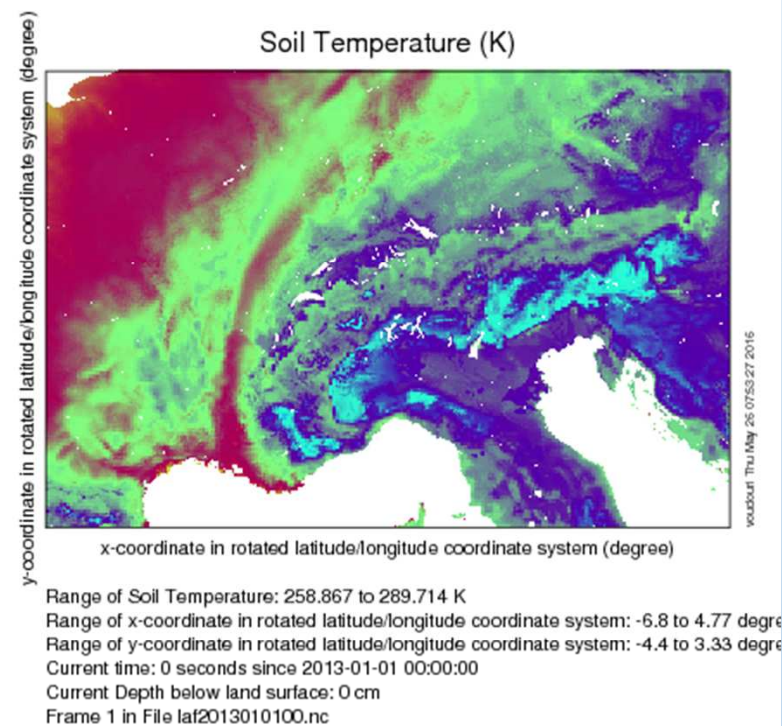 Soil Temperature (K)
y-coordinate in rotated latitude/longitude coordinate system (degree)
x-coordinate in rotated latitude/longitude coordinate system (degree)
voudouri Thu May 26 07:53:27 2016
Range of Soil Temperature: 258.867 to 289.714 K
Range of x-coordinate in rotated latitude/longitude coordinate system: -6.8 to 4.77 degre
Range of y-coordinate in rotated latitude/longitude coordinate system: -4.4 to 3.33 degre
Current time: 0 seconds since 2013-01-01 00:00:00
Current Depth below land surface: 0 cm
Frame 1 in File laf2013010100.nc